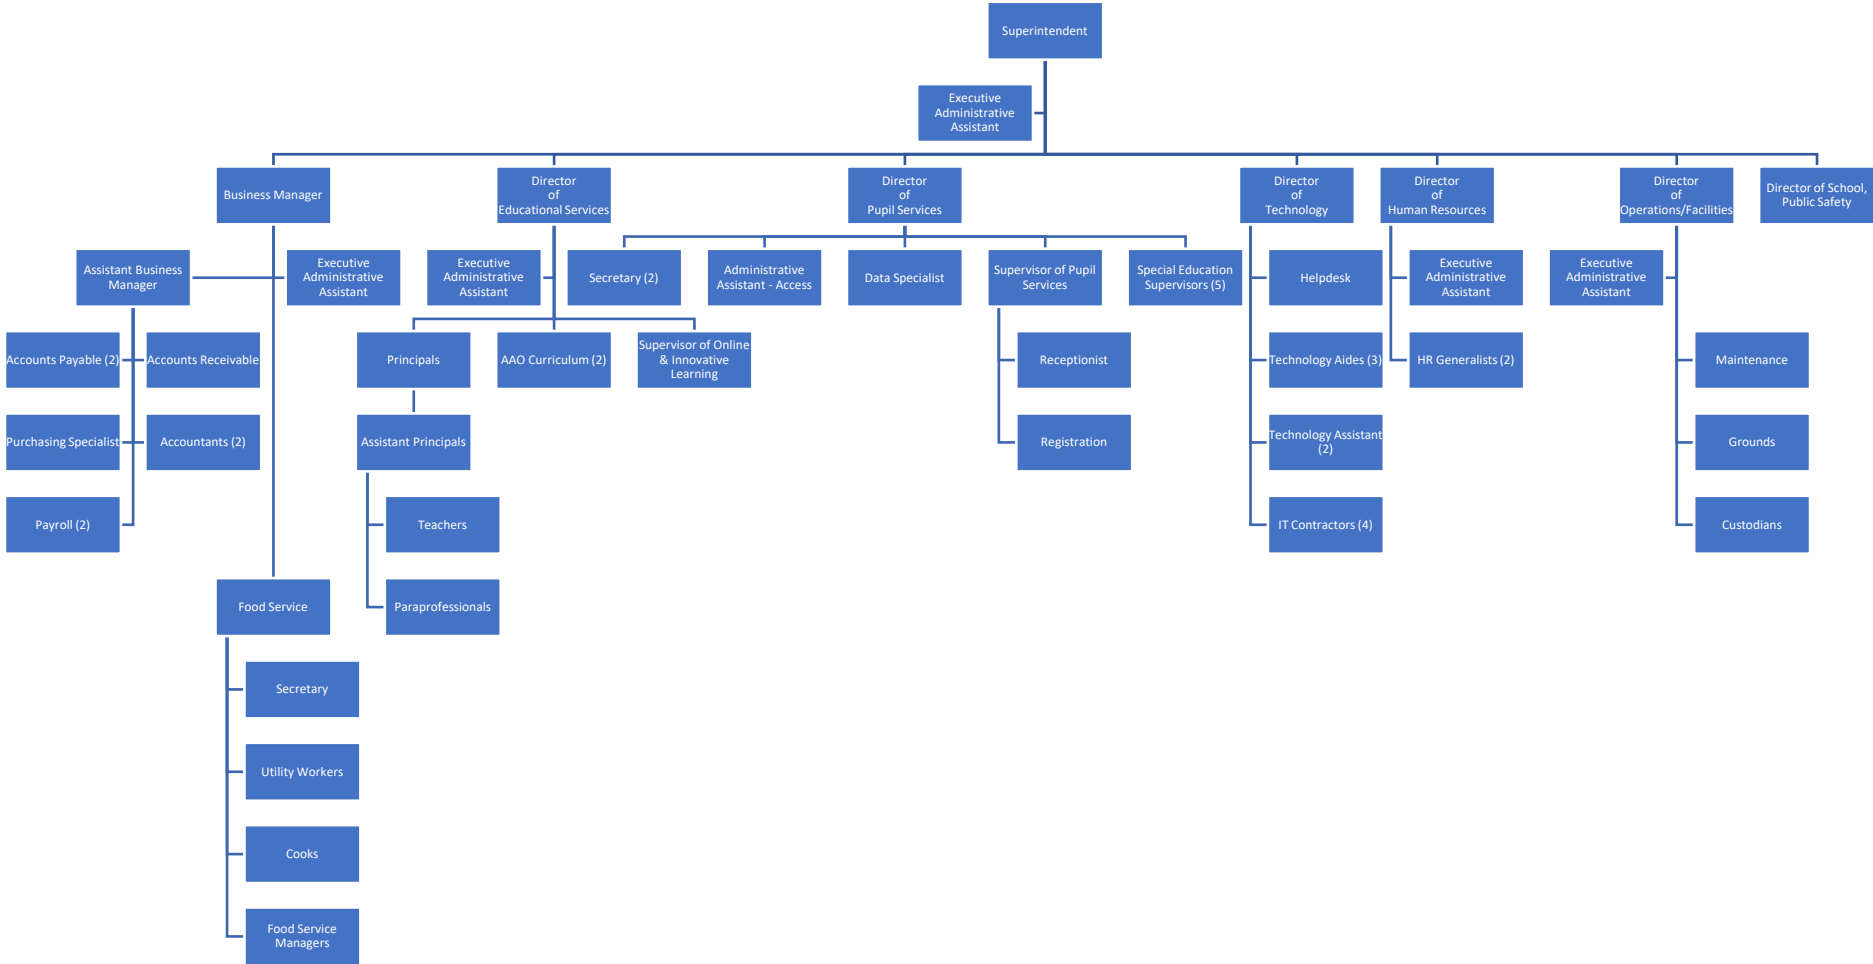 Superintendent
Executive
Administrative
Assistant
Business Manager
Director
of
Educational Services
Director
of
Pupil Services
Director
of
Technology
Director
of
Human Resources
Director
of
Operations/Facilities
Director of School,
Public Safety
Assistant Business
Manager
Executive
Administrative
Assistant
Executive
Administrative
Assistant
Secretary (2)
Administrative
Assistant - Access
Data Specialist
Supervisor of Pupil
Services
Special Education
Supervisors (5)
Helpdesk
Executive
Administrative
Assistant
Executive
Administrative
Assistant
Accounts Payable (2)
Accounts Receivable
Principals
AAO Curriculum (2)
Supervisor of Online
& Innovative
Learning
Receptionist
Technology Aides (3)
HR Generalists (2)
Maintenance
Purchasing Specialist
Accountants (2)
Assistant Principals
Registration
Technology Assistant
(2)
Grounds
Payroll (2)
Teachers
IT Contractors (4)
Custodians
Food Service
Paraprofessionals
Secretary
Utility Workers
Cooks
Food Service
Managers